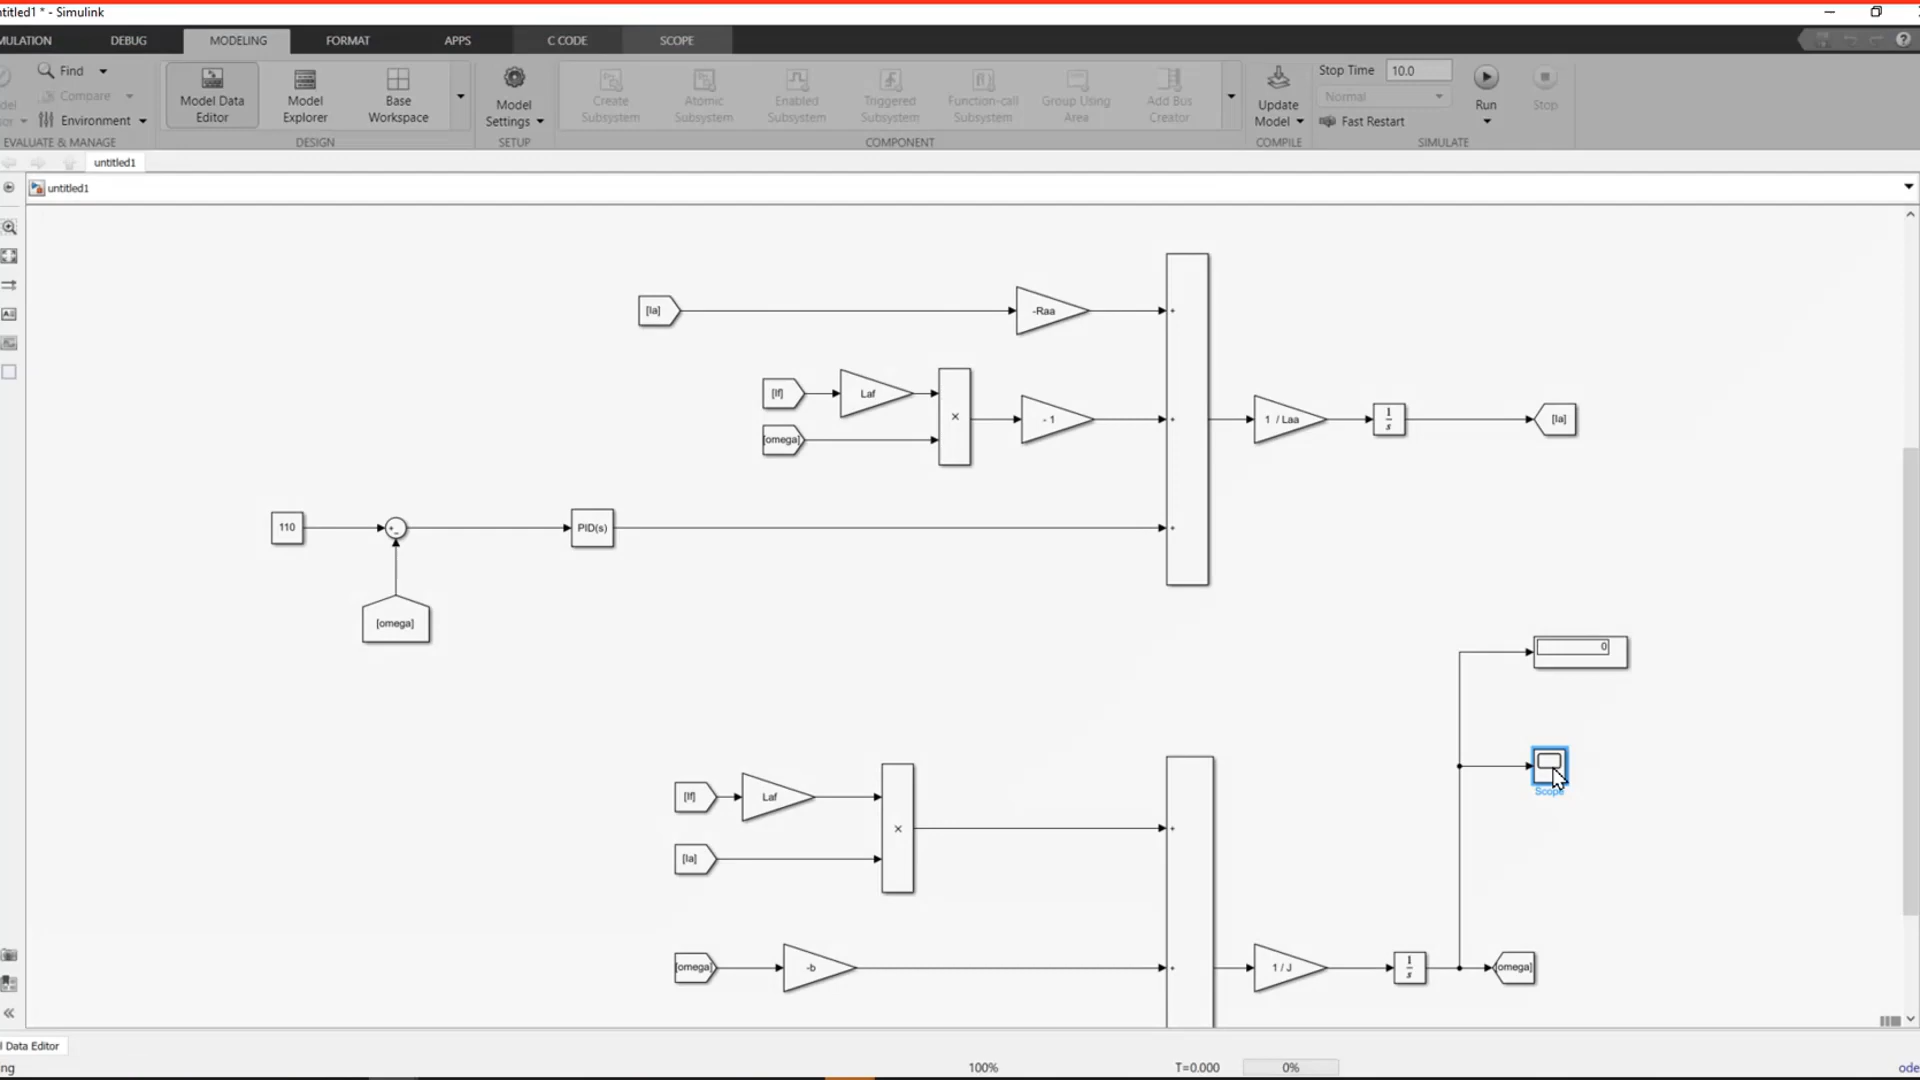 ntitled1 * - Simulink
MULATION DEBUG MODELING FORMAT APPS C CODE SCOPE
Find
Compare
Environment
Model Data Editor
Model Explorer
Base Workspace
Model Settings
Create Subsystem
Atomic Subsystem
Enabled Subsystem
Triggered Subsystem
Function-call Subsystem
Group Using Area
Add Bus Creator
Update Model
Stop Time 10.0
Normal
Fast Restart
Run
Stop
EVALUATE & MANAGE DESIGN SETUP COMPONENT COMPILE SIMULATE
untitled1
untitled1
[Ia] -Raa +
[If] Laf × - 1 + 1 / Laa 1/s [Ia]
[omega]
110 + - PID(s) +
[omega]
0
Scope
[If] Laf × +
[Ia]
[omega] -b + 1 / J 1/s [omega]
l Data Editor
ng 100% T=0.000 0% ode